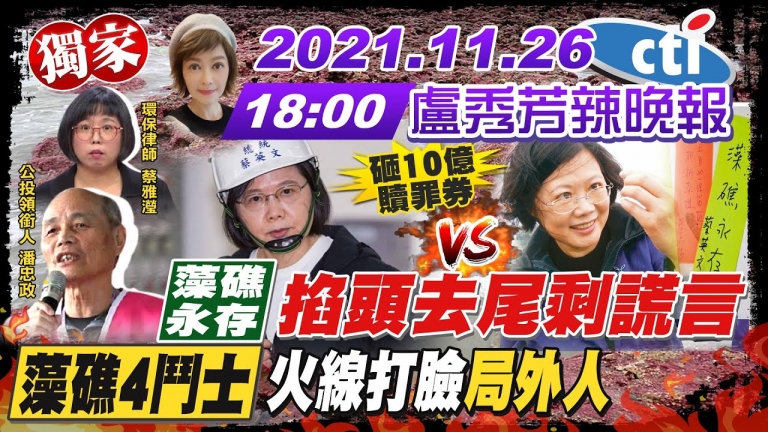 獨家
2021.11.26
cti
18:00 盧秀芳辣晚報
環保律師 蔡雅瀅
公投領銜人 潘忠政
總統
蔡英文
砸10億
贖罪券
VS
藻礁永存
蔡英文
藻礁
永存
掐頭去尾剩謊言
藻礁4鬥士
火線打臉局外人